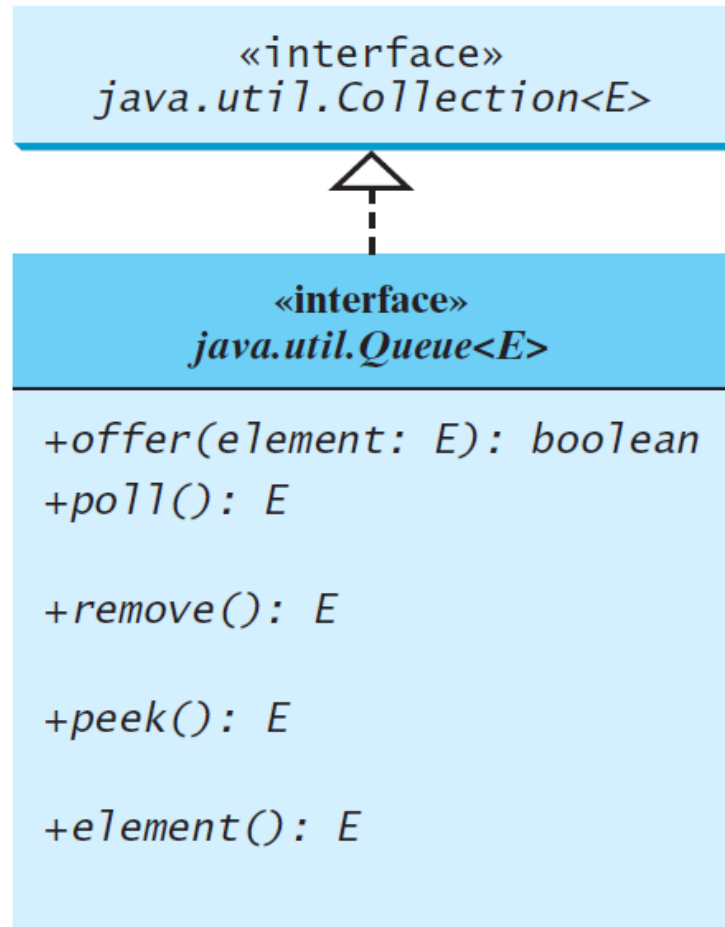 «interface»
java.util.Collection<E>
«interface»
java.util.Queue<E>
+offer(element: E): boolean
+poll(): E
+remove(): E
+peek(): E
+element(): E